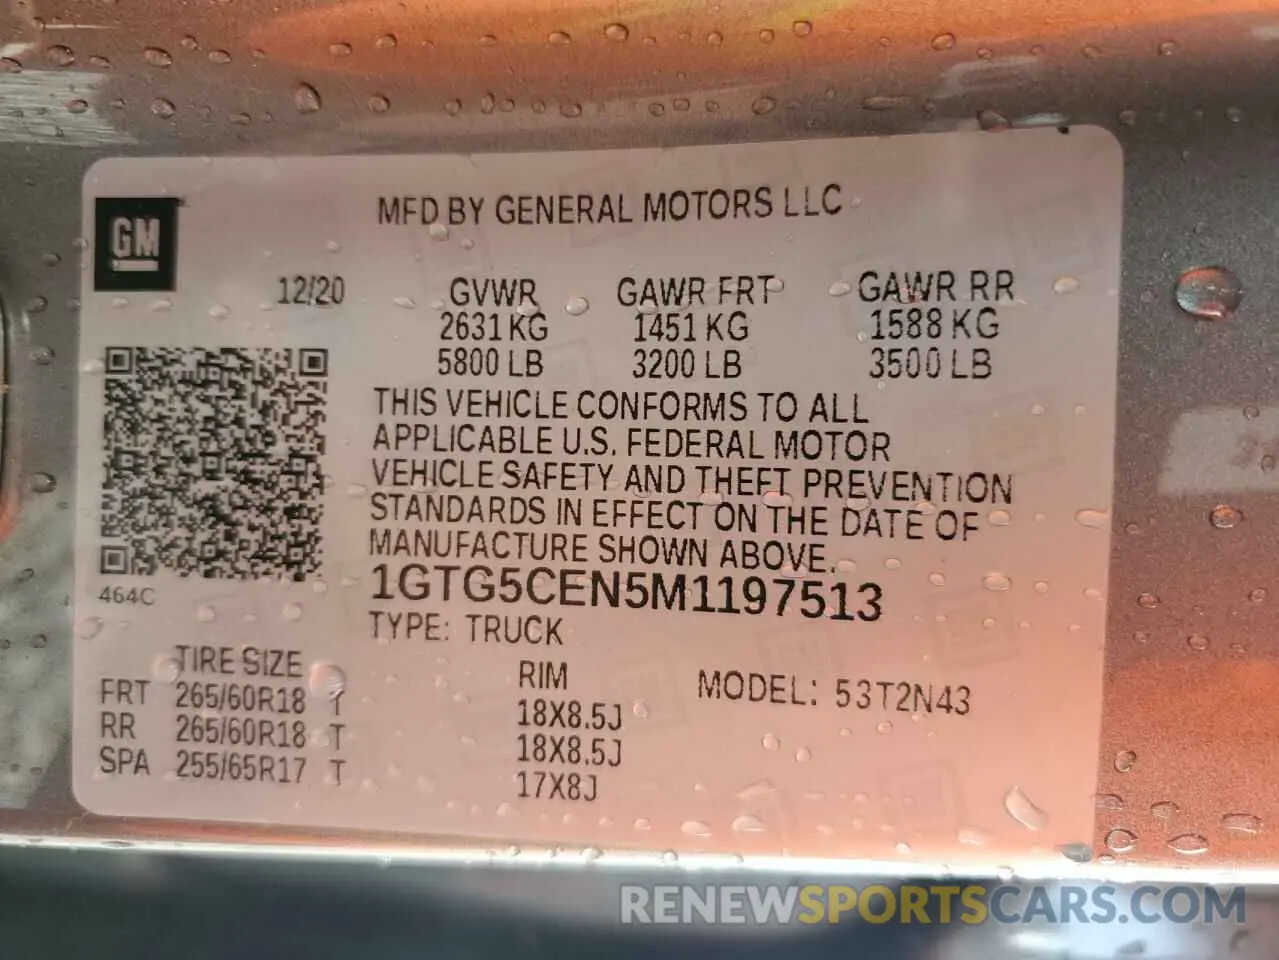 MFD BY GENERAL MOTORS LLC
GM
12/20 GVWR GAWR FRT GAWR RR
2631 KG 1451 KG 1588 KG
5800 LB 3200 LB 3500 LB
THIS VEHICLE CONFORMS TO ALL
APPLICABLE U.S. FEDERAL MOTOR
VEHICLE SAFETY AND THEFT PREVENTION
STANDARDS IN EFFECT ON THE DATE OF
MANUFACTURE SHOWN ABOVE.
1GTG5CEN5M1197513
464C
TYPE: TRUCK
TIRE SIZE RIM MODEL: 53T2N43
FRT 265/60R18 T 18X8.5J
RR 265/60R18 T 18X8.5J
SPA 255/65R17 T 17X8J
RENEWSPORTSCARS.COM